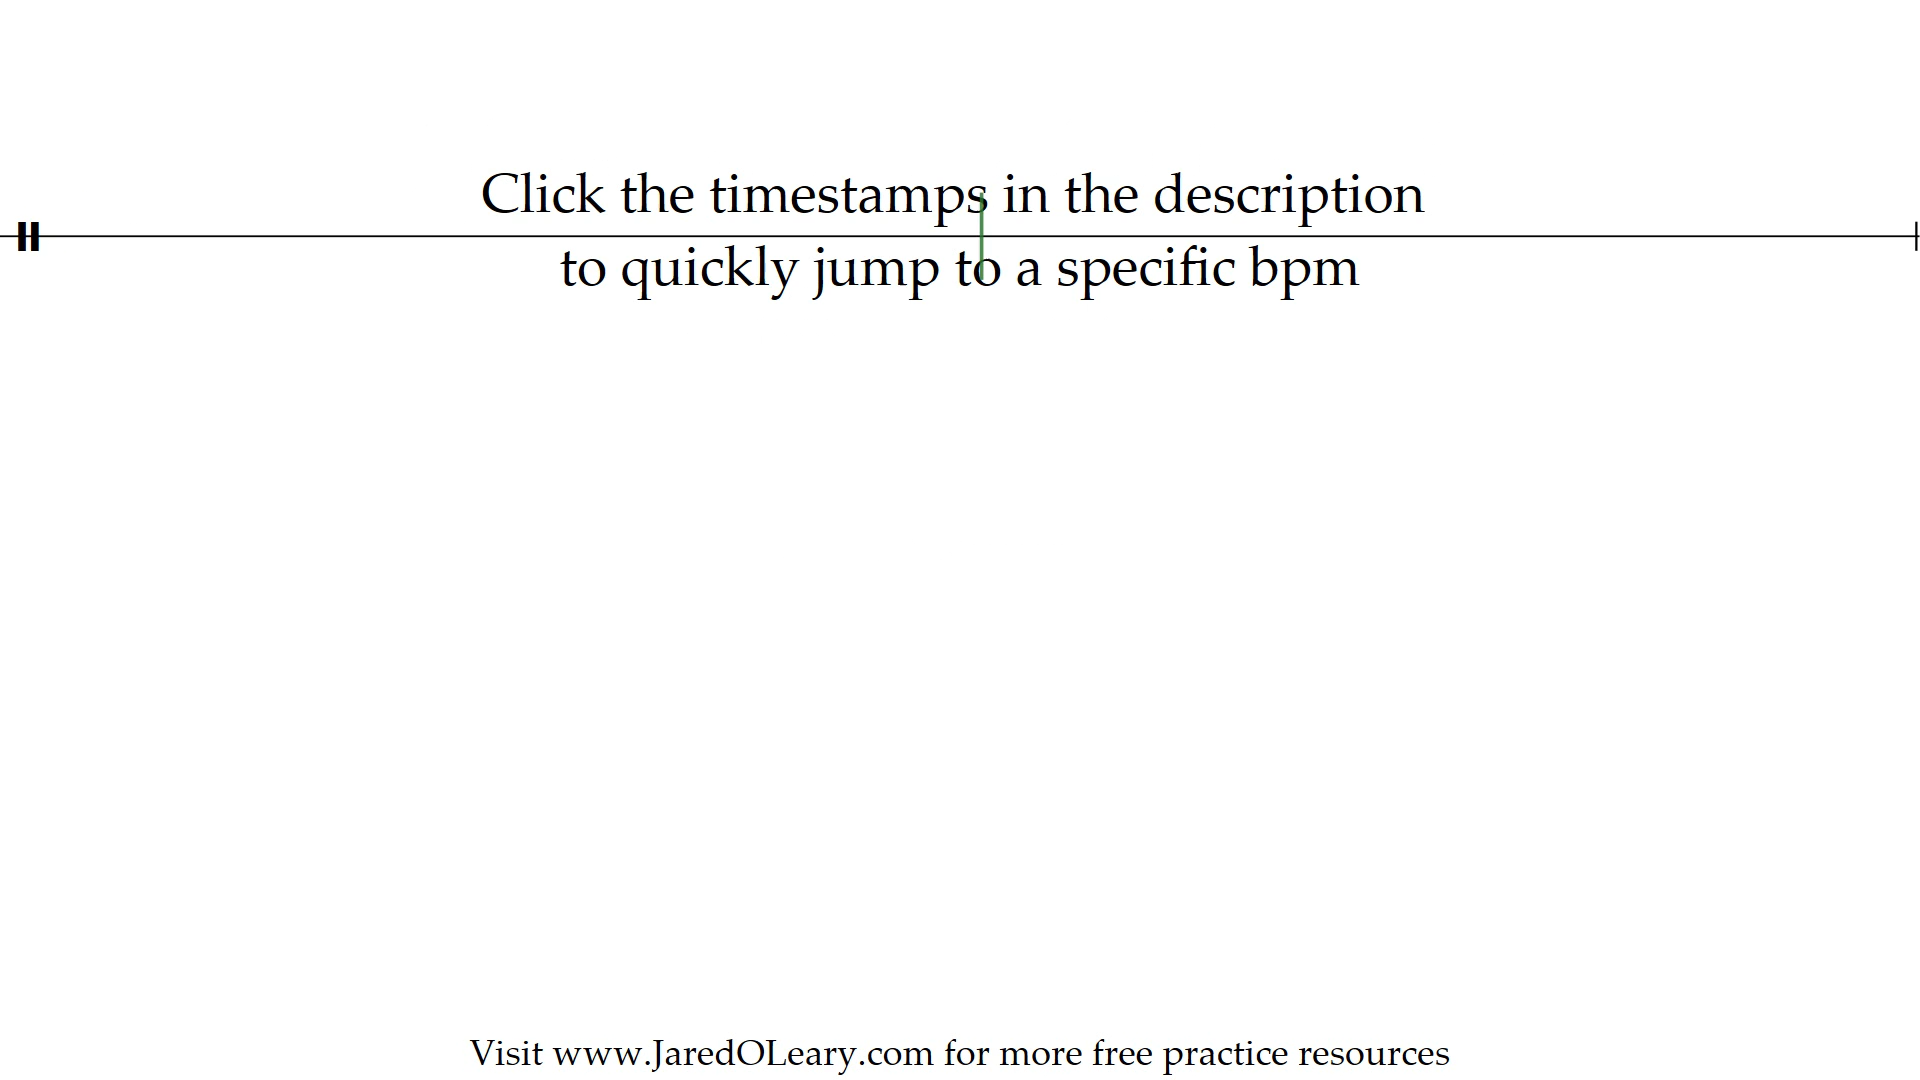 Click the timestamps in the description
to quickly jump to a specific bpm
Visit www.JaredOLeary.com for more free practice resources